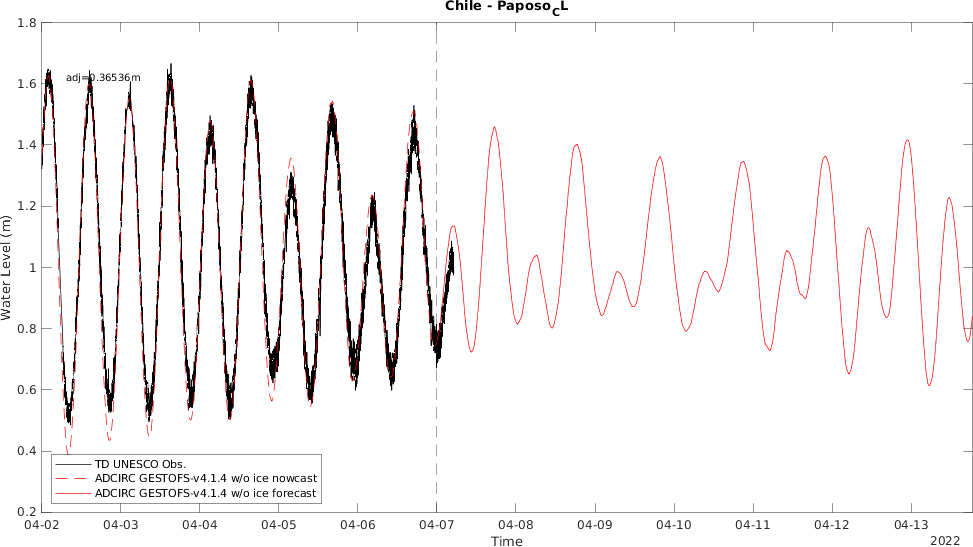 Chile - Paposo_CL
1.8
1.6
1.4
1.2
1
0.8
0.6
0.4
0.2
Water Level (m)
adj=0.36536m
TD UNESCO Obs.
ADCIRC GESTOFS-v4.1.4 w/o ice nowcast
ADCIRC GESTOFS-v4.1.4 w/o ice forecast
04-02 04-03 04-04 04-05 04-06 04-07 04-08 04-09 04-10 04-11 04-12 04-13
Time
2022